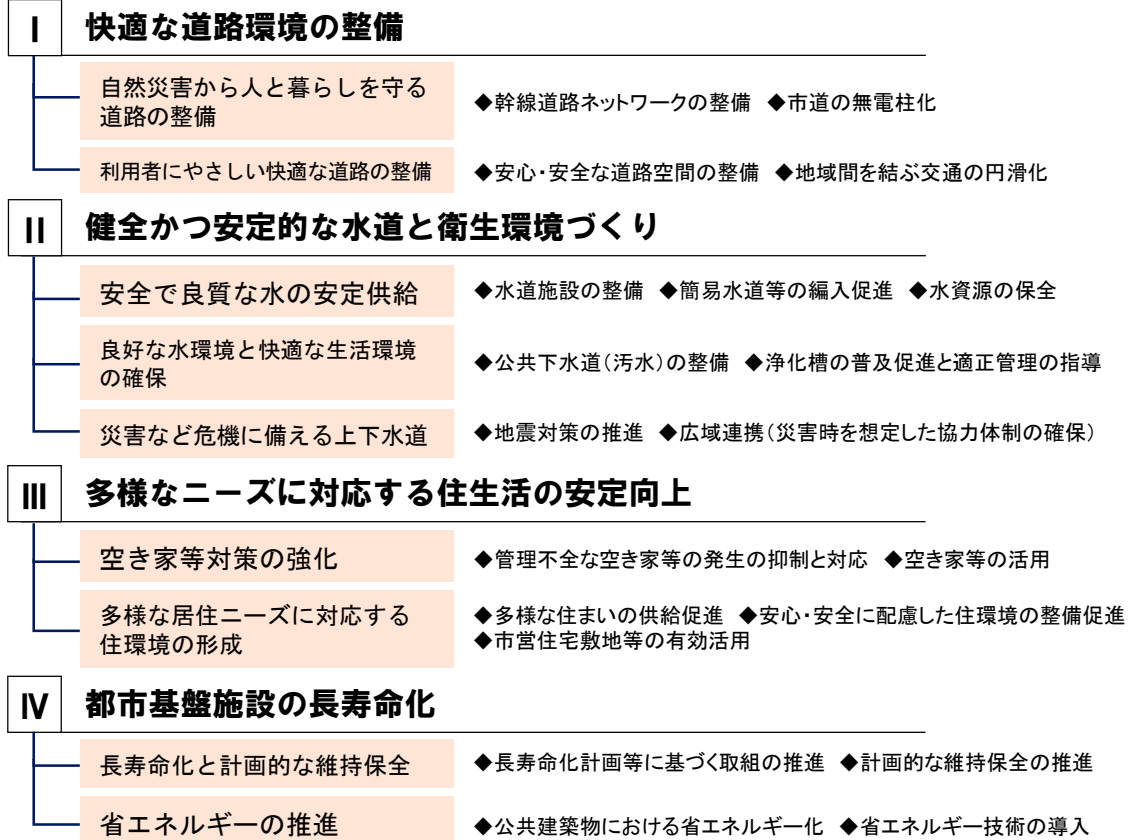 I 快適な道路環境の整備
自然災害から人と暮らしを守る
道路の整備
◆幹線道路ネットワークの整備 ◆市道の無電柱化
利用者にやさしい快適な道路の整備
◆安心・安全な道路空間の整備 ◆地域間を結ぶ交通の円滑化
II 健全かつ安定的な水道と衛生環境づくり
安全で良質な水の安定供給
◆水道施設の整備 ◆簡易水道等の編入促進 ◆水資源の保全
良好な水環境と快適な生活環境
の確保
◆公共下水道(汚水)の整備 ◆浄化槽の普及促進と適正管理の指導
災害など危機に備える上下水道
◆地震対策の推進 ◆広域連携(災害時を想定した協力体制の確保)
III 多様なニーズに対応する住生活の安定向上
空き家等対策の強化
◆管理不全な空き家等の発生の抑制と対応 ◆空き家等の活用
多様な居住ニーズに対応する
住環境の形成
◆多様な住まいの供給促進 ◆安心・安全に配慮した住環境の整備促進
◆市営住宅敷地等の有効活用
IV 都市基盤施設の長寿命化
長寿命化と計画的な維持保全
◆長寿命化計画等に基づく取組の推進 ◆計画的な維持保全の推進
省エネルギーの推進
◆公共建築物における省エネルギー化 ◆省エネルギー技術の導入